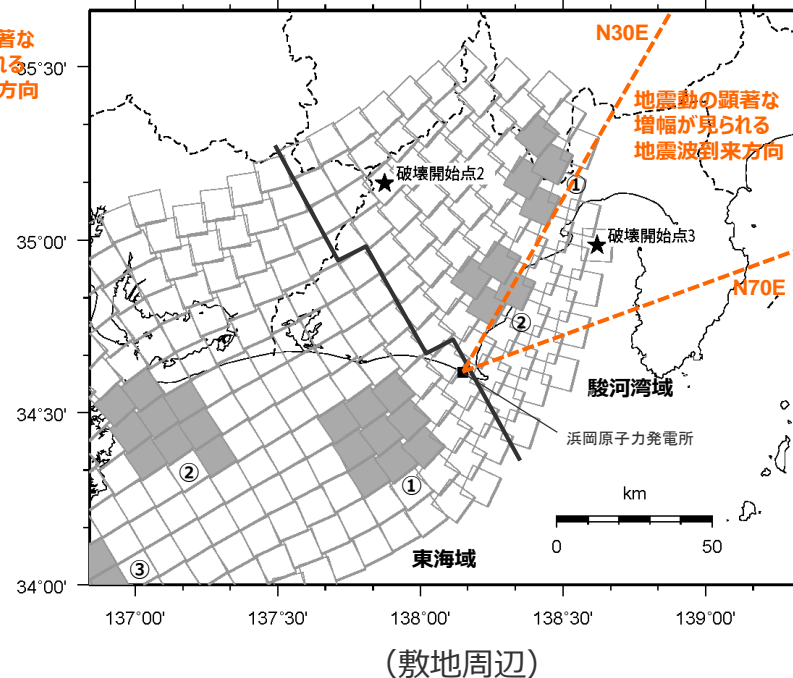 著な
れる
方向
N30E
地震動の顕著な
増幅が見られる
地震波到来方向
35°30'
破壊開始点2
①
35°00'
破壊開始点3
N70E
②
駿河湾域
34°30'
浜岡原子力発電所
②
①
km
0
50
東海域
③
34°00'
137°00'
137°30'
138°00'
138°30'
139°00'
（敷地周辺）